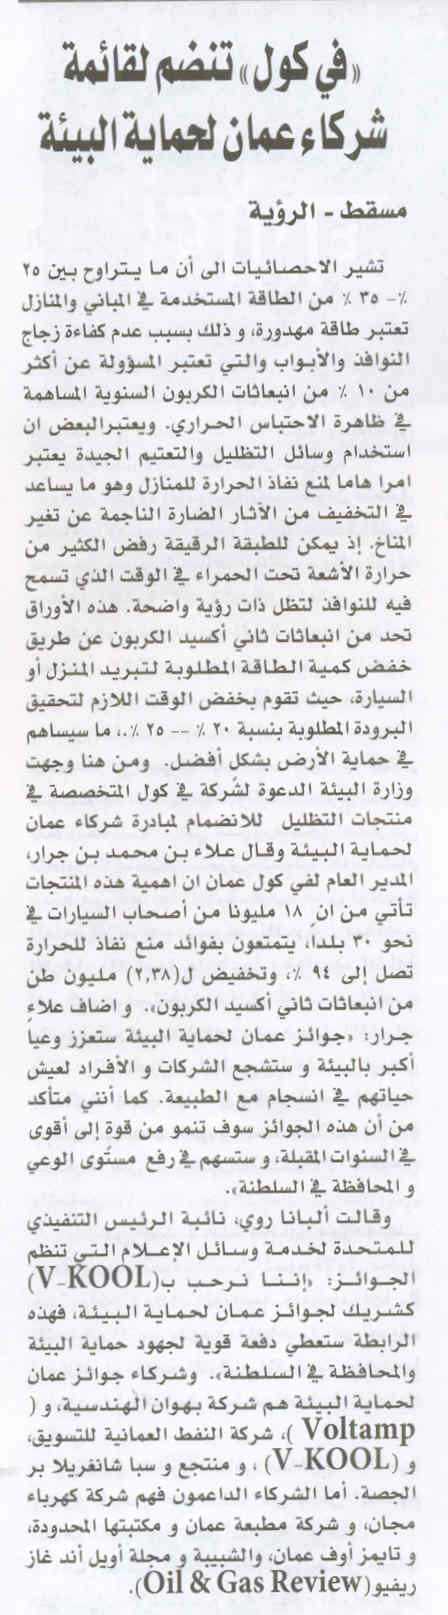 «في كول» تنضم لقائمة
شركاء عمان لحماية البيئة
مسقط - الرؤية
تشير الاحصائيات الى أن ما يتراوح بين ٢٥
٪- ٣٥ ٪ من الطاقة المستخدمة في المباني والمنازل
تعتبر طاقة مهدورة، و ذلك بسبب عدم كفاءة زجاج
النوافذ والأبواب والتي تعتبر المسؤولة عن أكثر
من ١٠ ٪ من انبعاثات الكربون السنوية المساهمة
في ظاهرة الاحتباس الحراري. ويعتبرالبعض ان
استخدام وسائل التظليل والتعتيم الجيدة يعتبر
امرا هاما لمنع نفاذ الحرارة للمنازل وهو ما يساعد
في التخفيف من الآثار الضارة الناجمة عن تغير
المناخ. إذ يمكن للطبقة الرقيقة رفض الكثير من
حرارة الأشعة تحت الحمراء في الوقت الذي تسمح
فيه للنوافذ لتظل ذات رؤية واضحة. هذه الأوراق
تحد من انبعاثات ثاني أكسيد الكربون عن طريق
خفض كمية الطاقة المطلوبة لتبريد المنزل أو
السيارة، حيث تقوم بخفض الوقت اللازم لتحقيق
البرودة المطلوبة بنسبة ٢٠ ٪ -- ٢٥ ٪.، ما سيساهم
في حماية الأرض بشكل أفضل. ومن هنا وجهت
وزارة البيئة الدعوة لشركة في كول المتخصصة في
منتجات التظليل للانضمام لمبادرة شركاء عمان
لحماية البيئة وقال علاء بن محمد بن جرار،
المدير العام لفي كول عمان ان اهمية هذه المنتجات
تأتي من ان ١٨ مليونا من أصحاب السيارات في
نحو ٣٠ بلدا، يتمتعون بفوائد منع نفاذ للحرارة
تصل إلى ٩٤ ٪، وتخفيض ل(٢,٣٨) مليون طن
من انبعاثات ثاني أكسيد الكربون». و اضاف علاء
جرار: «جوائز عمان لحماية البيئة ستعزز وعيا
أكبر بالبيئة و ستشجع الشركات و الأفراد لعيش
حياتهم في انسجام مع الطبيعة. كما أنني متأكد
من أن هذه الجوائز سوف تنمو من قوة إلى أقوى
في السنوات المقبلة، و ستسهم في رفع مستوى الوعي
و المحافظة في السلطنة».
وقالت ألبانا روي، نائبة الرئيس التنفيذي
للمتحدة لخدمة وسائل الإعلام التي تنظم
الجوائز: «إننا نرحب ب(V-KOOL)
كشريك لجوائز عمان لحماية البيئة، فهذه
الرابطة ستعطي دفعة قوية لجهود حماية البيئة
والمحافظة في السلطنة». وشركاء جوائز عمان
لحماية البيئة هم شركة بهوان الهندسية، و (
Voltamp )، شركة النفط العمانية للتسويق،
و (V-KOOL) ، و منتجع و سبا شانغريلا بر
الجصة. أما الشركاء الداعمون فهم شركة كهرباء
مجان، و شركة مطبعة عمان و مكتبتها المحدودة،
و تايمز أوف عمان، والشبيبة و مجلة أويل أند غاز
ريفيو(Oil & Gas Review).